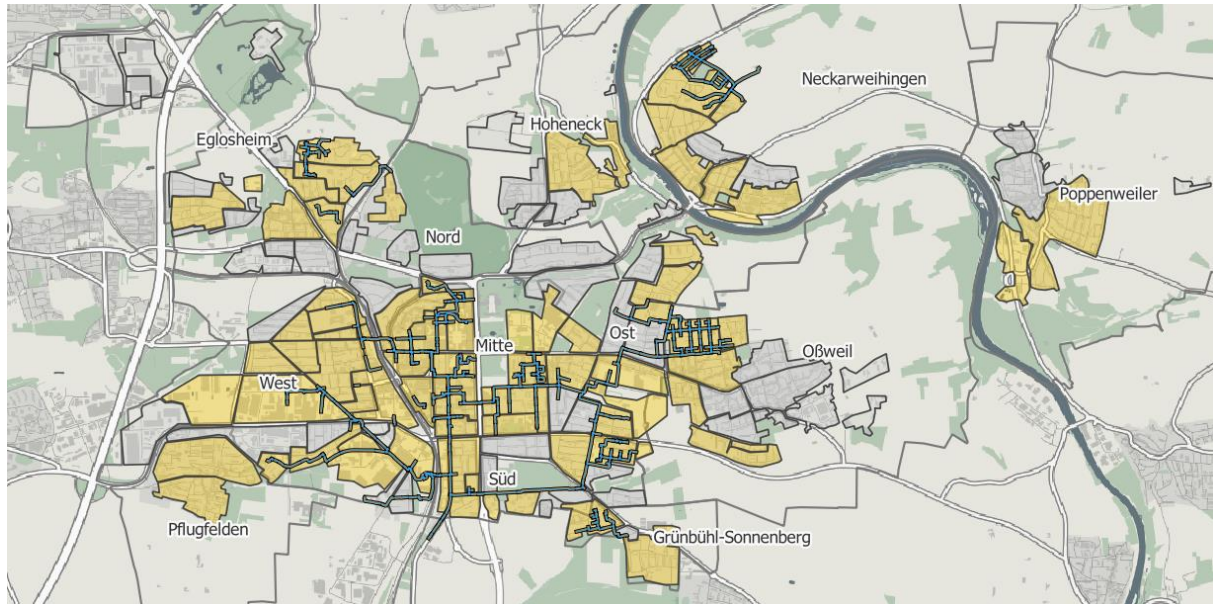 Neckarweihingen
Hoheneck
Eglosheim
Poppenweiler
Nord
Ost
Mitte
Oßweil
West
Süd
Pflugfelden
Grünbühl-Sonnenberg